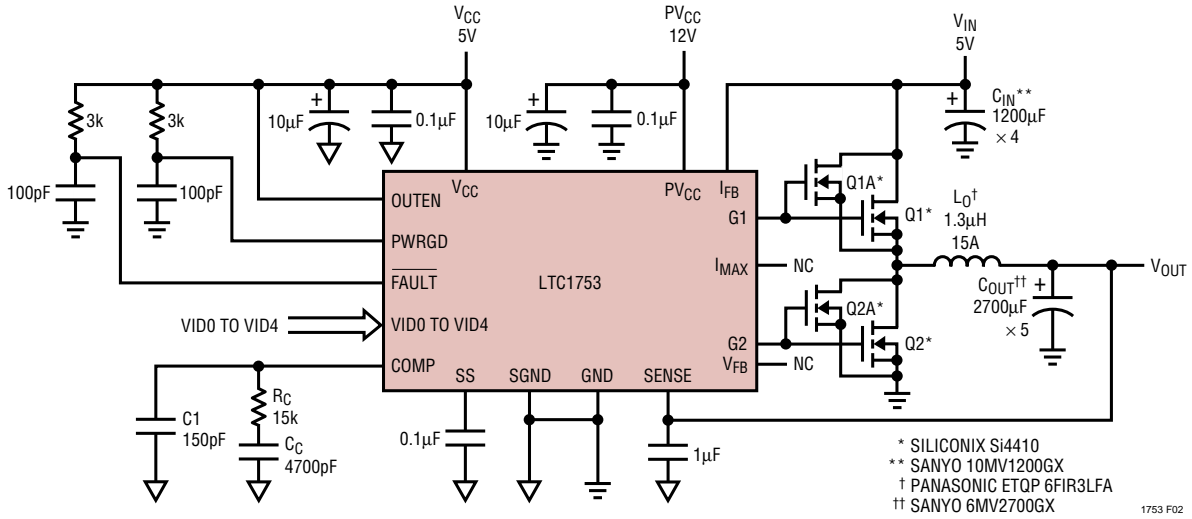 VCC
5V
PVCC
12V
VIN
5V
3k
3k
+
10µF
0.1µF
+
10µF
0.1µF
+
CIN**
1200µF
× 4
100pF
100pF
OUTEN
VCC
PVCC
IFB
Q1A*
Q1*
G1
LO†
1.3µH
15A
PWRGD
FAULT
LTC1753
IMAX
NC
VOUT
COUT††
+
2700µF
× 5
Q2A*
Q2*
VID0 TO VID4
VID0 TO VID4
G2
VFB
NC
COMP
SS
SGND
GND
SENSE
RC
15k
C1
150pF
CC
4700pF
0.1µF
1µF
* SILICONIX Si4410
** SANYO 10MV1200GX
† PANASONIC ETQP 6FIR3LFA
†† SANYO 6MV2700GX
1753 F02